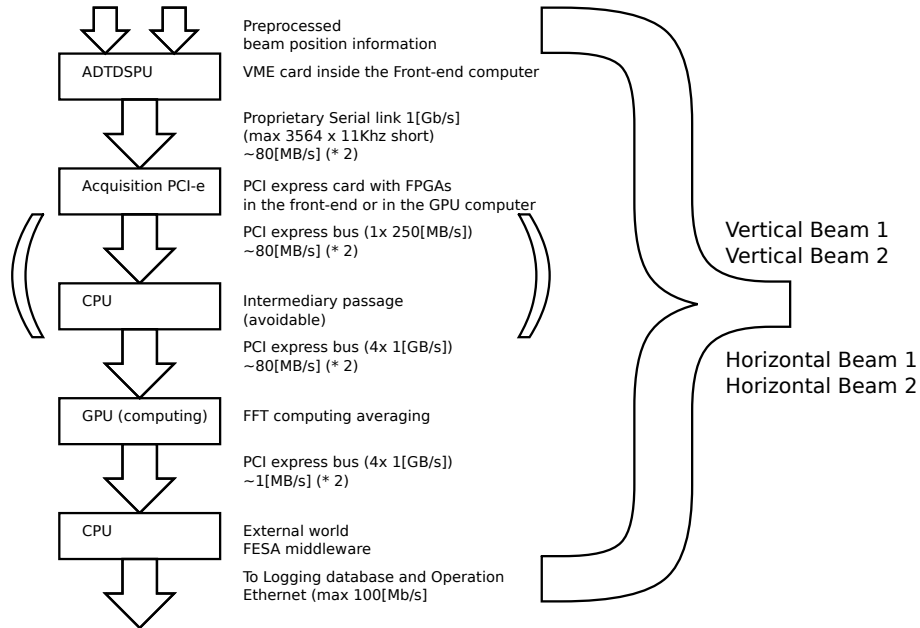 Preprocessed
beam position information
ADTDSPU
VME card inside the Front-end computer
Proprietary Serial link 1[Gb/s]
(max 3564 x 11Khz short)
~80[MB/s] (* 2)
Acquisition PCI-e
PCI express card with FPGAs
in the front-end or in the GPU computer
PCI express bus (1x 250[MB/s])
~80[MB/s] (* 2)
CPU
Intermediary passage
(avoidable)
PCI express bus (4x 1[GB/s])
~80[MB/s] (* 2)
GPU (computing)
FFT computing averaging
PCI express bus (4x 1[GB/s])
~1[MB/s] (* 2)
CPU
External world
FESA middleware
To Logging database and Operation
Ethernet (max 100[Mb/s]
Vertical Beam 1
Vertical Beam 2
Horizontal Beam 1
Horizontal Beam 2